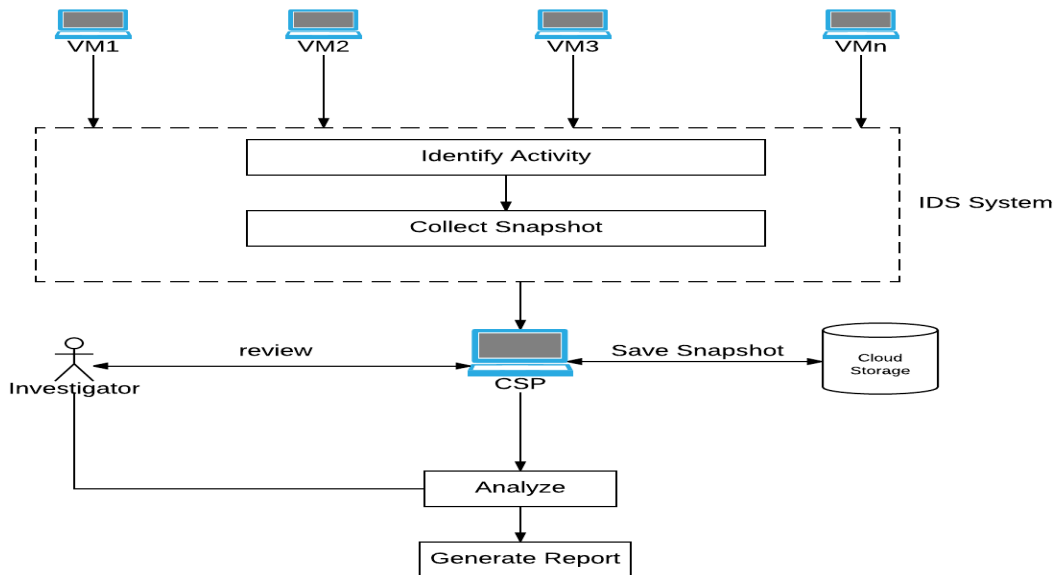 VM1
VM2
VM3
VMn
Identify Activity
Collect Snapshot
IDS System
review
Save Snapshot
Cloud
Storage
Investigator
CSP
Analyze
Generate Report